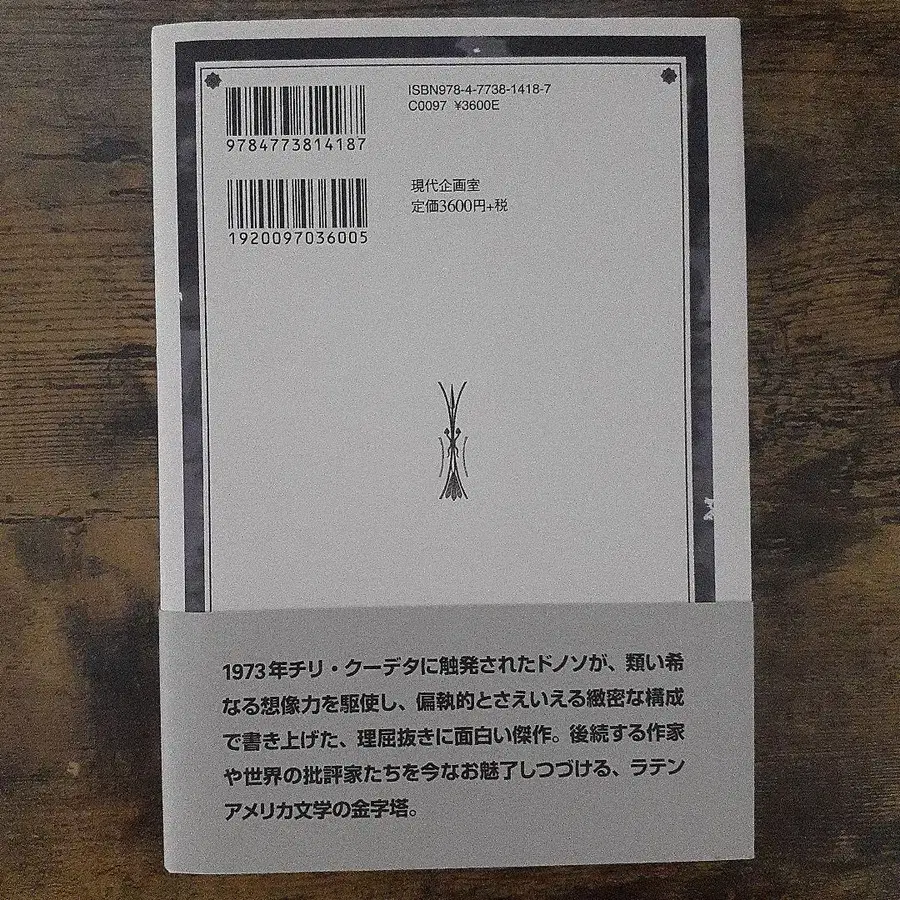 ISBN978-4-7738-1418-7
C0097 ¥3600E
9784773814187
現代企画室
定価3600円+税
1920097036005
1973年チリ・クーデタに触発されたドノソが、類い希
なる想像力を駆使し、偏執的とさえいえる緻密な構成
で書き上げた、理屈抜きに面白い傑作。後続する作家
や世界の批評家たちを今なお魅了しつづける、ラテン
アメリカ文学の金字塔。